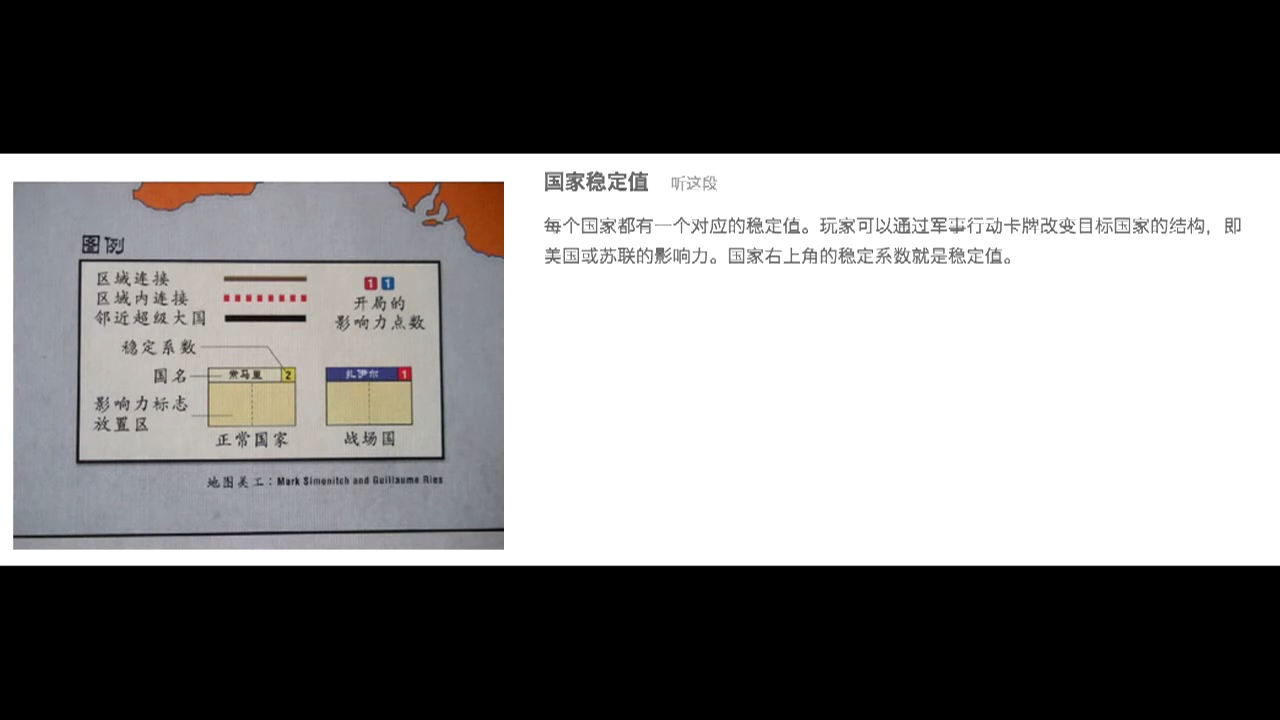 图例
区域连接
区域内连接
邻近超级大国
1 1
开局的
影响力点数
稳定系数
国名
索马里 2
影响力标志
放置区
正常国家
扎伊尔 1
战场国
地图美工：Mark Simonitch and Guillaume Ries
国家稳定值 听这段
每个国家都有一个对应的稳定值。玩家可以通过军事行动卡牌改变目标国家的结构，即
美国或苏联的影响力。国家右上角的稳定系数就是稳定值。